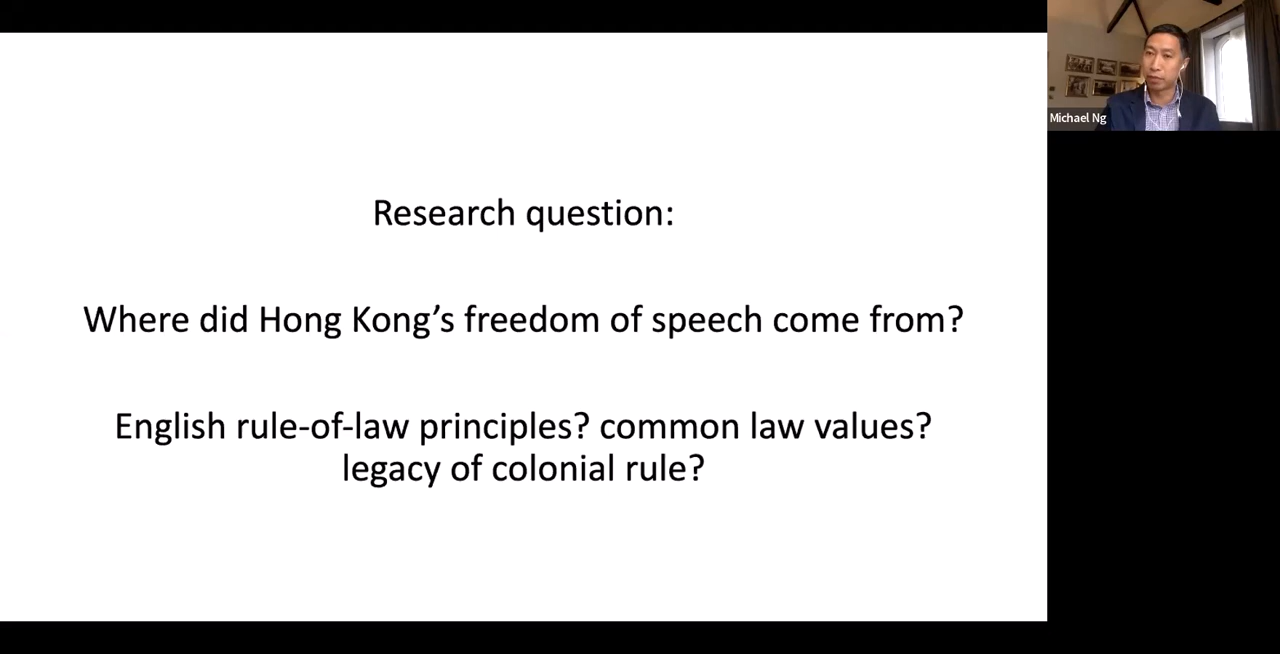 Research question:
Where did Hong Kong’s freedom of speech come from?
English rule-of-law principles? common law values?
legacy of colonial rule?
Michael Ng